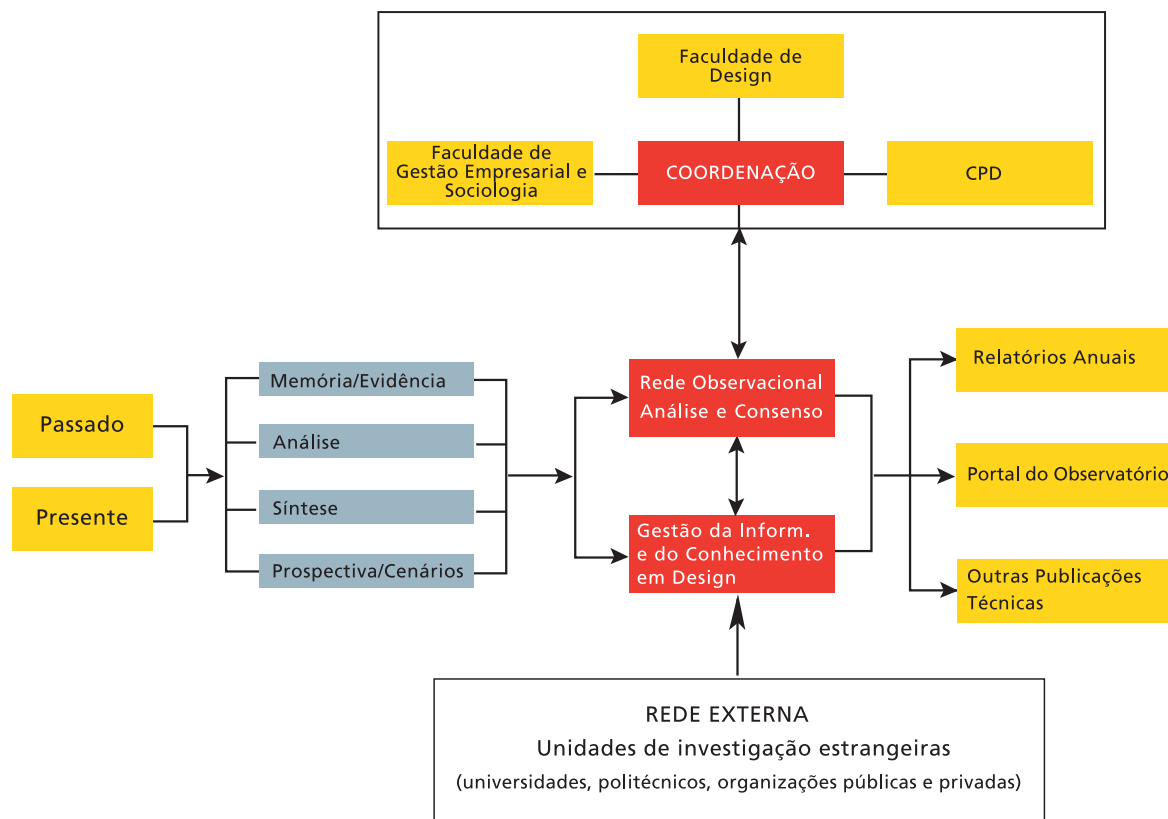 Faculdade de
Design
Faculdade de
Gestão Empresarial e
Sociologia
COORDENAÇÃO
CPD
Passado
Presente
Memória/Evidência
Análise
Síntese
Prospectiva/Cenários
Rede Observacional
Análise e Consenso
Gestão da Inform.
e do Conhecimento
em Design
Relatórios Anuais
Portal do Observatório
Outras Publicações
Técnicas
REDE EXTERNA
Unidades de investigação estrangeiras
(universidades, politécnicos, organizações públicas e privadas)